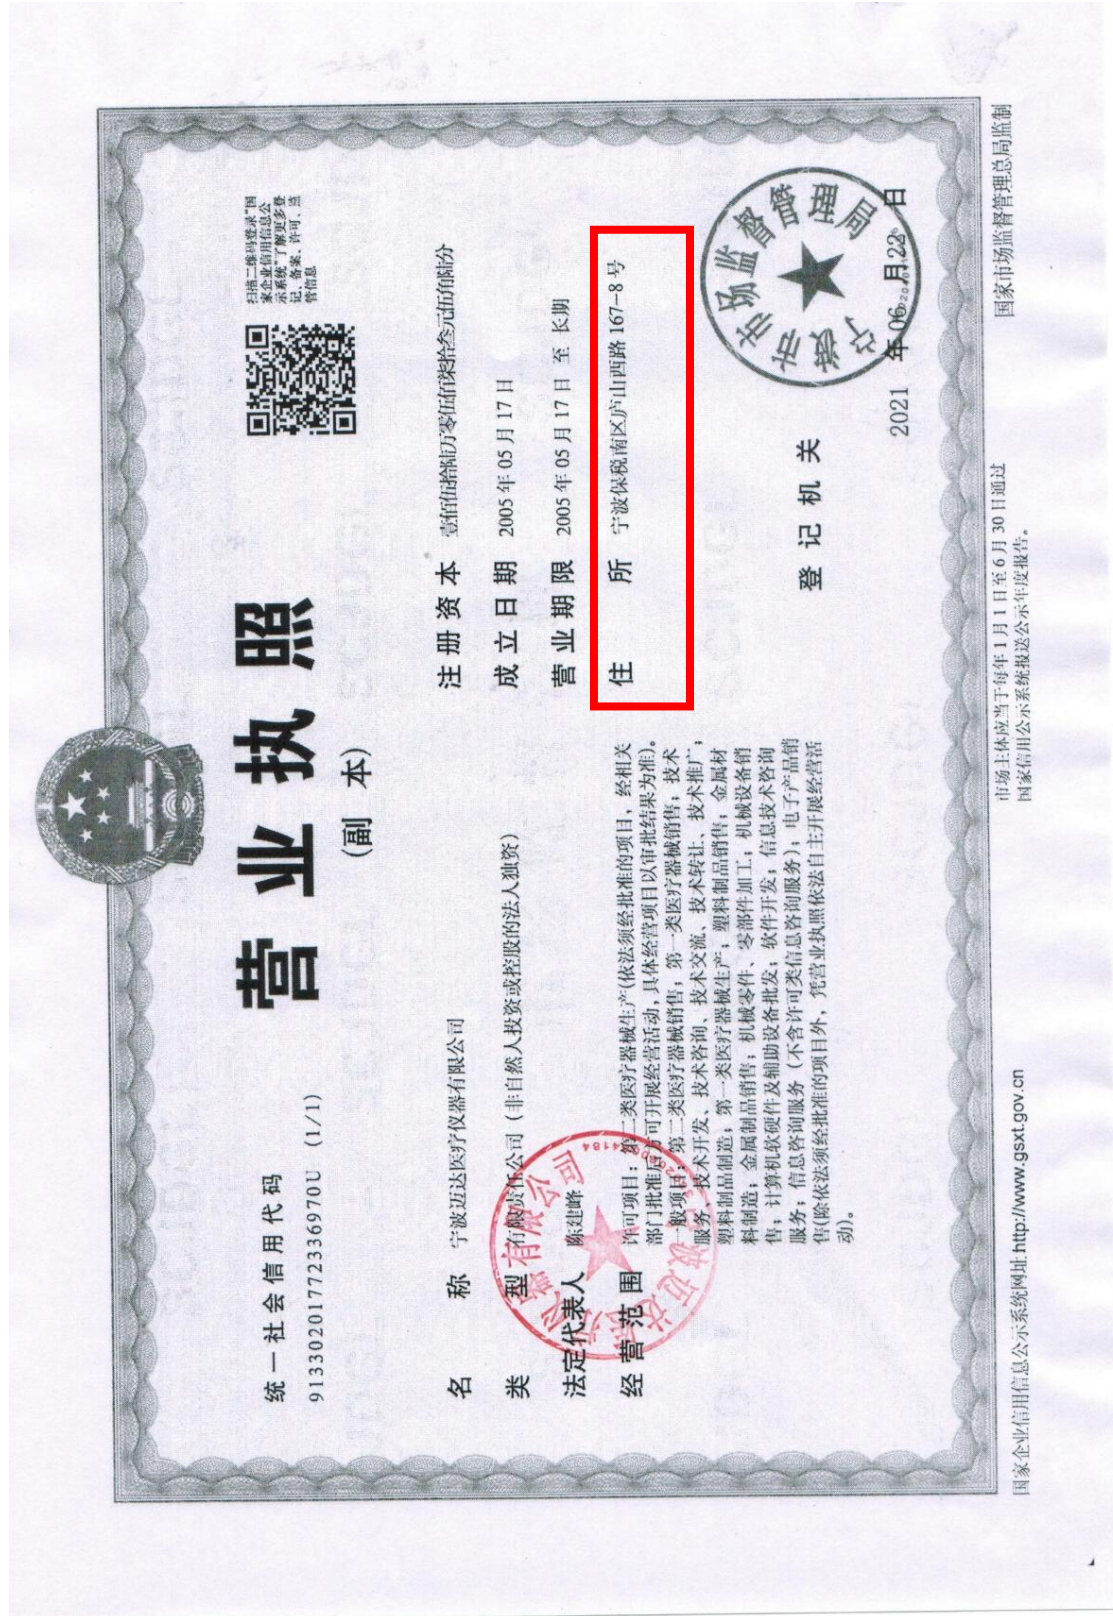 营业执照
(副 本)
统一社会信用代码
91330201772336970U (1/1)
扫描二维码登录"国
家企业信用信息公
示系统"了解更多登
记、备案、许可、监
管信息
名 称 宁波迈达医疗仪器有限公司
类 型 有限责任公司(非自然人投资或控股的法人独资)
法定代表人 陈建峰
经营范围 许可项目:第二类医疗器械生产(依法须经批准的项目,经相关
部门批准后方可开展经营活动,具体经营项目以审批结果为准)。
一般项目:第二类医疗器械销售;第一类医疗器械销售;技术
服务、技术开发、技术咨询、技术交流、技术转让、技术推广;
塑料制品制造;第一类医疗器械生产;塑料制品销售;金属材
料制造;金属制品销售;机械零件、零部件加工;机械设备销
售;计算机软硬件及辅助设备批发;软件开发;信息技术咨询
服务;信息咨询服务(不含许可类信息咨询服务);电子产品销
售(除依法须经批准的项目外,凭营业执照依法自主开展经营活
动)。
注册资本 壹佰伍拾陆万零伍佰柒拾叁元伍角陆分
成立日期 2005年05月17日
营业期限 2005年05月17日 至 长期
住 所 宁波保税南区庐山西路167-8号
登记机关
2021 年 06 月 22 日
国家企业信用信息公示系统网址 http://www.gsxt.gov.cn
市场主体应当于每年1月1日至6月30日通过
国家信用公示系统报送公示年度报告。
国家市场监督管理总局监制